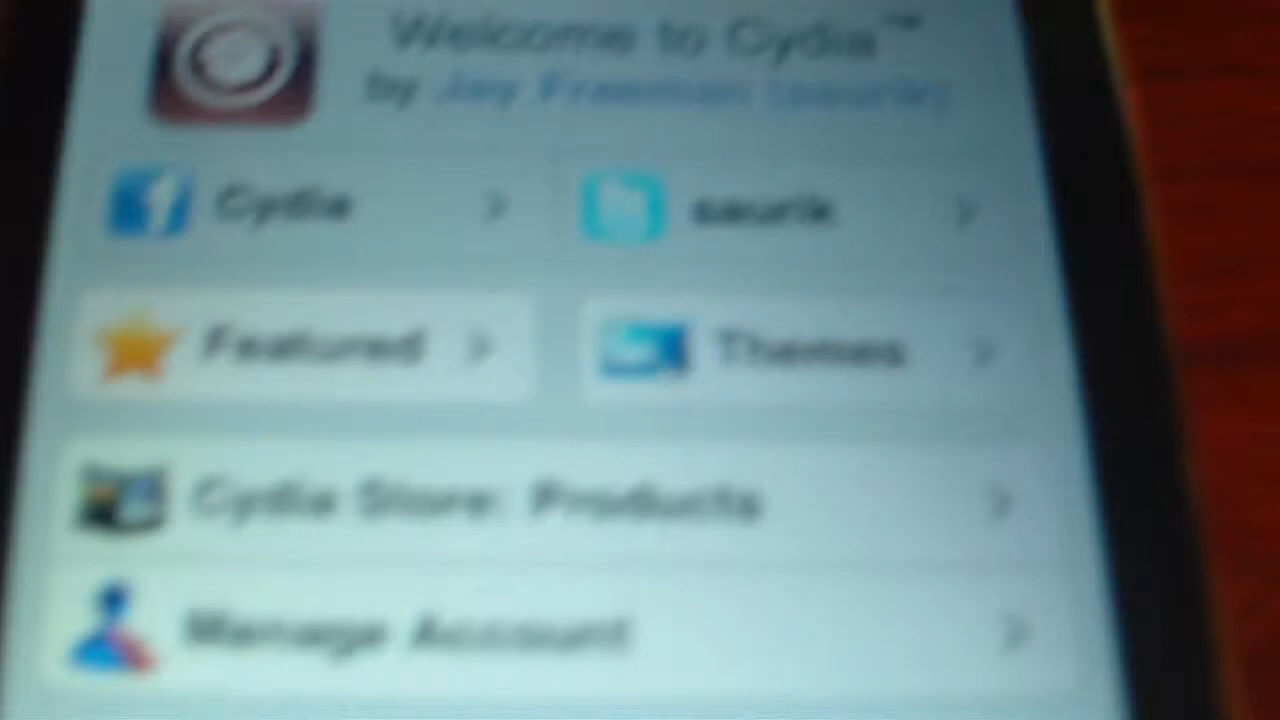 Welcome to Cydia™
by Jay Freeman (saurik)
Cydia
saurik
Featured
Themes
Cydia Store: Products
Manage Account